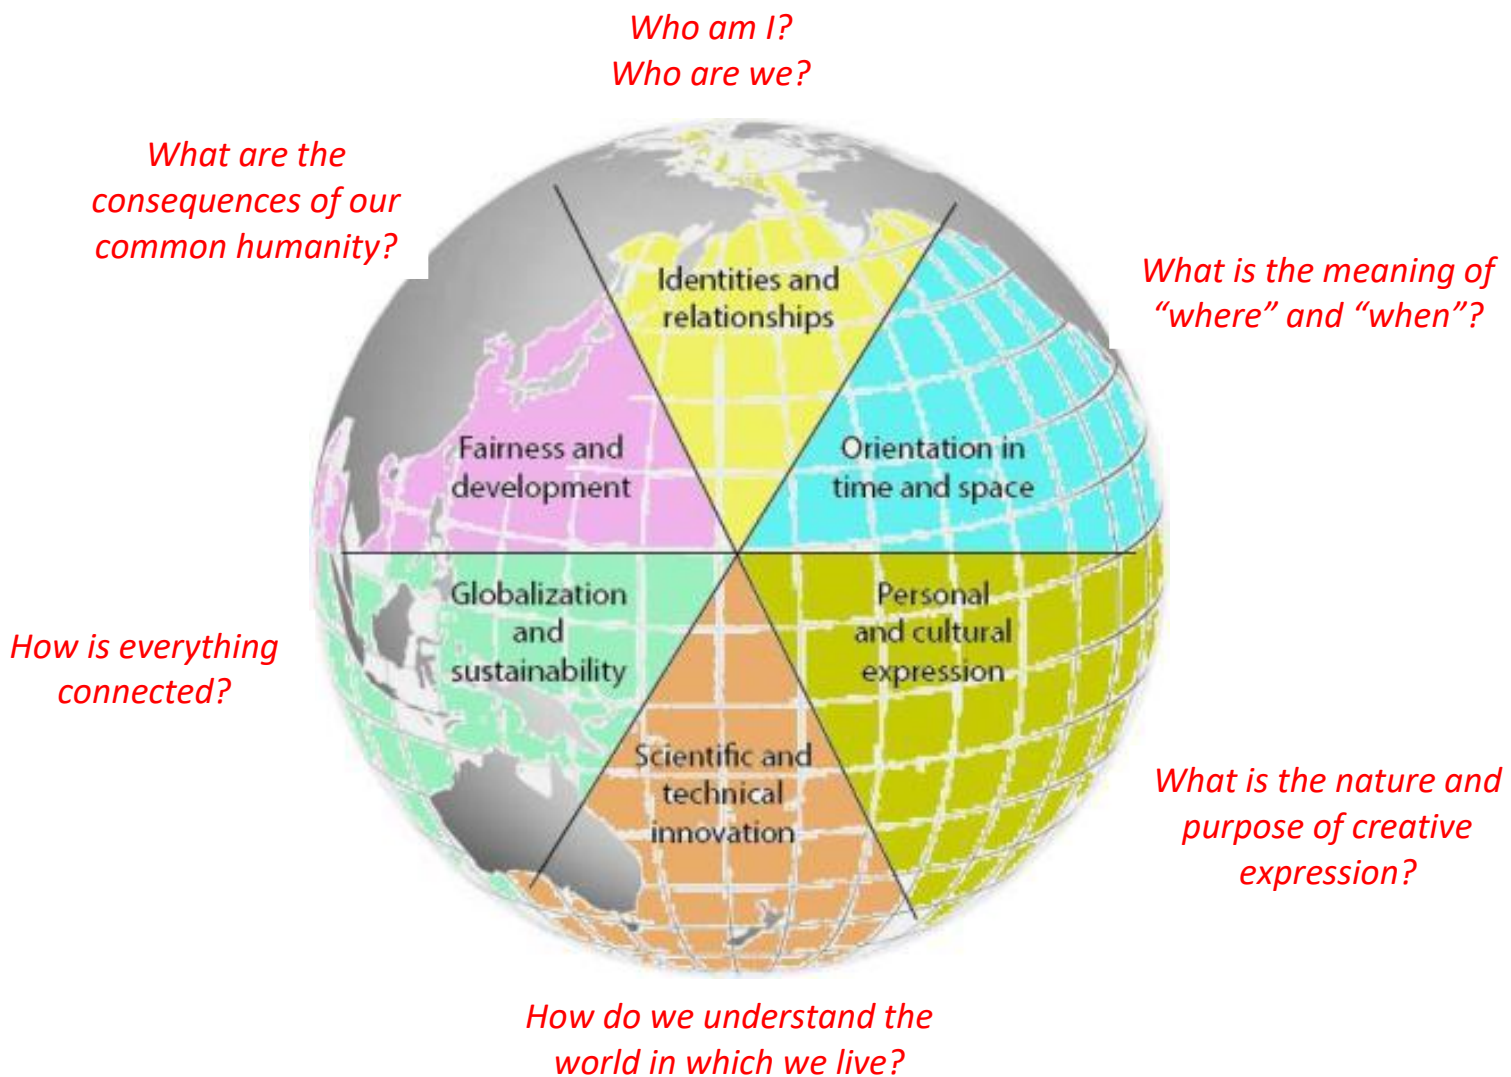 Who am I?
Who are we?
What are the
consequences of our
common humanity?
What is the meaning of
“where” and “when”?
Identities and
relationships
Fairness and
development
Orientation in
time and space
Globalization
and
sustainability
Personal
and cultural
expression
How is everything
connected?
Scientific and
technical
innovation
What is the nature and
purpose of creative
expression?
How do we understand the
world in which we live?